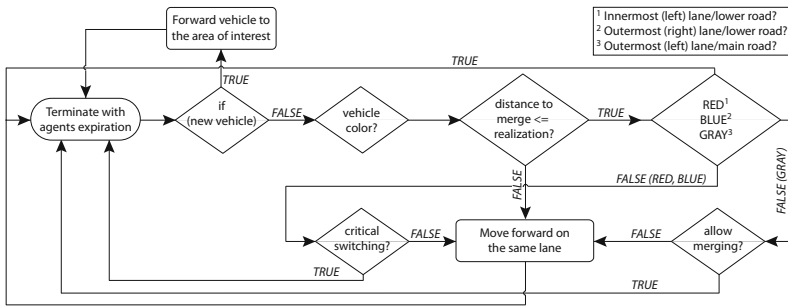 Forward vehicle to
the area of interest
¹ Innermost (left) lane/lower road?
² Outermost (right) lane/lower road?
³ Outermost (left) lane/main road?
TRUE
TRUE
Terminate with
agents expiration
if
(new vehicle)
FALSE
vehicle
color?
distance to
merge <=
realization?
TRUE
RED¹
BLUE²
GRAY³
FALSE
FALSE (RED, BLUE)
FALSE (GRAY)
critical
switching?
FALSE
Move forward on
the same lane
FALSE
allow
merging?
TRUE
TRUE